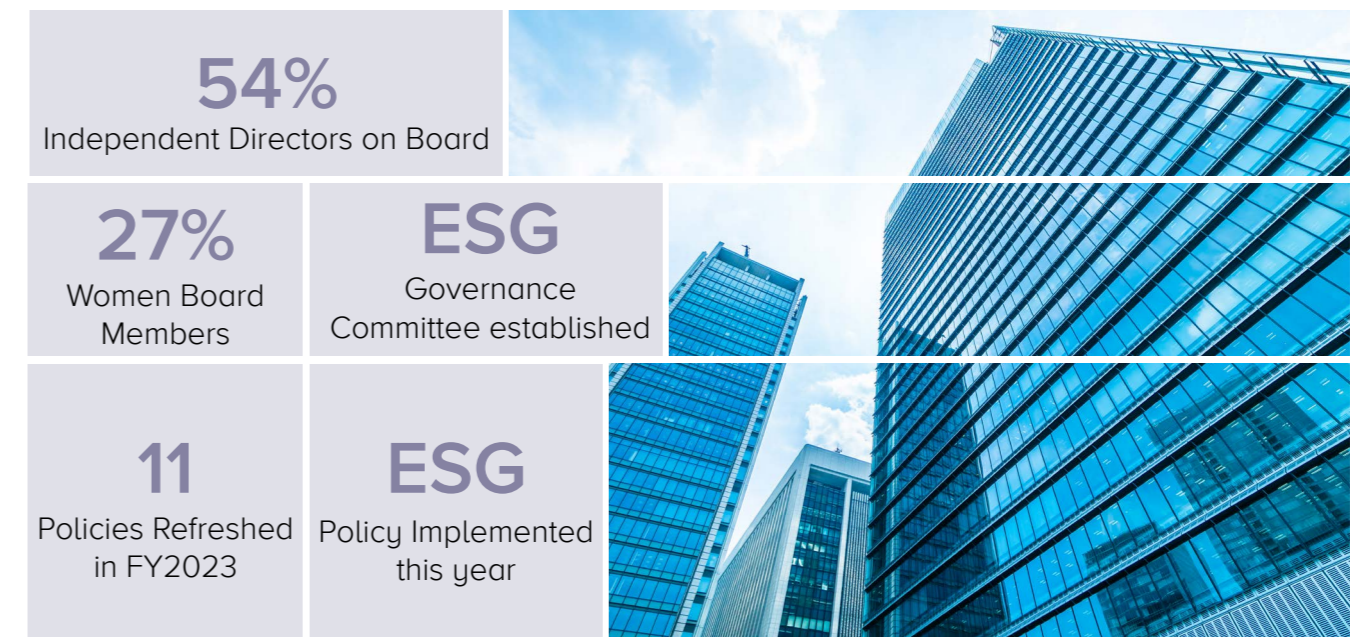 54%
Independent Directors on Board
27%
Women Board
Members
ESG
Governance
Committee established
11
Policies Refreshed
in FY2023
ESG
Policy Implemented
this year